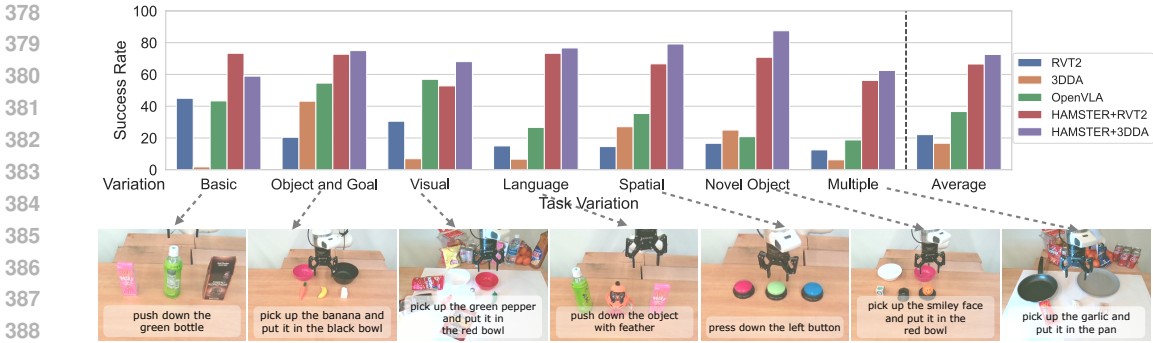 378
379
380
381
382
383
384
385
386
387
388
100
80
60
40
20
0
Success Rate
RVT2
3DDA
OpenVLA
HAMSTER+RVT2
HAMSTER+3DDA
Variation Basic Object and Goal Visual Language Spatial Novel Object Multiple Average
Task Variation
push down the
green bottle
pick up the banana and
put it in the black bowl
pick up the green pepper
and put it in
the red bowl
push down the object
with feather
press down the left button
pick up the smiley face
and put it in the
red bowl
pick up the garlic and
put it in the pan